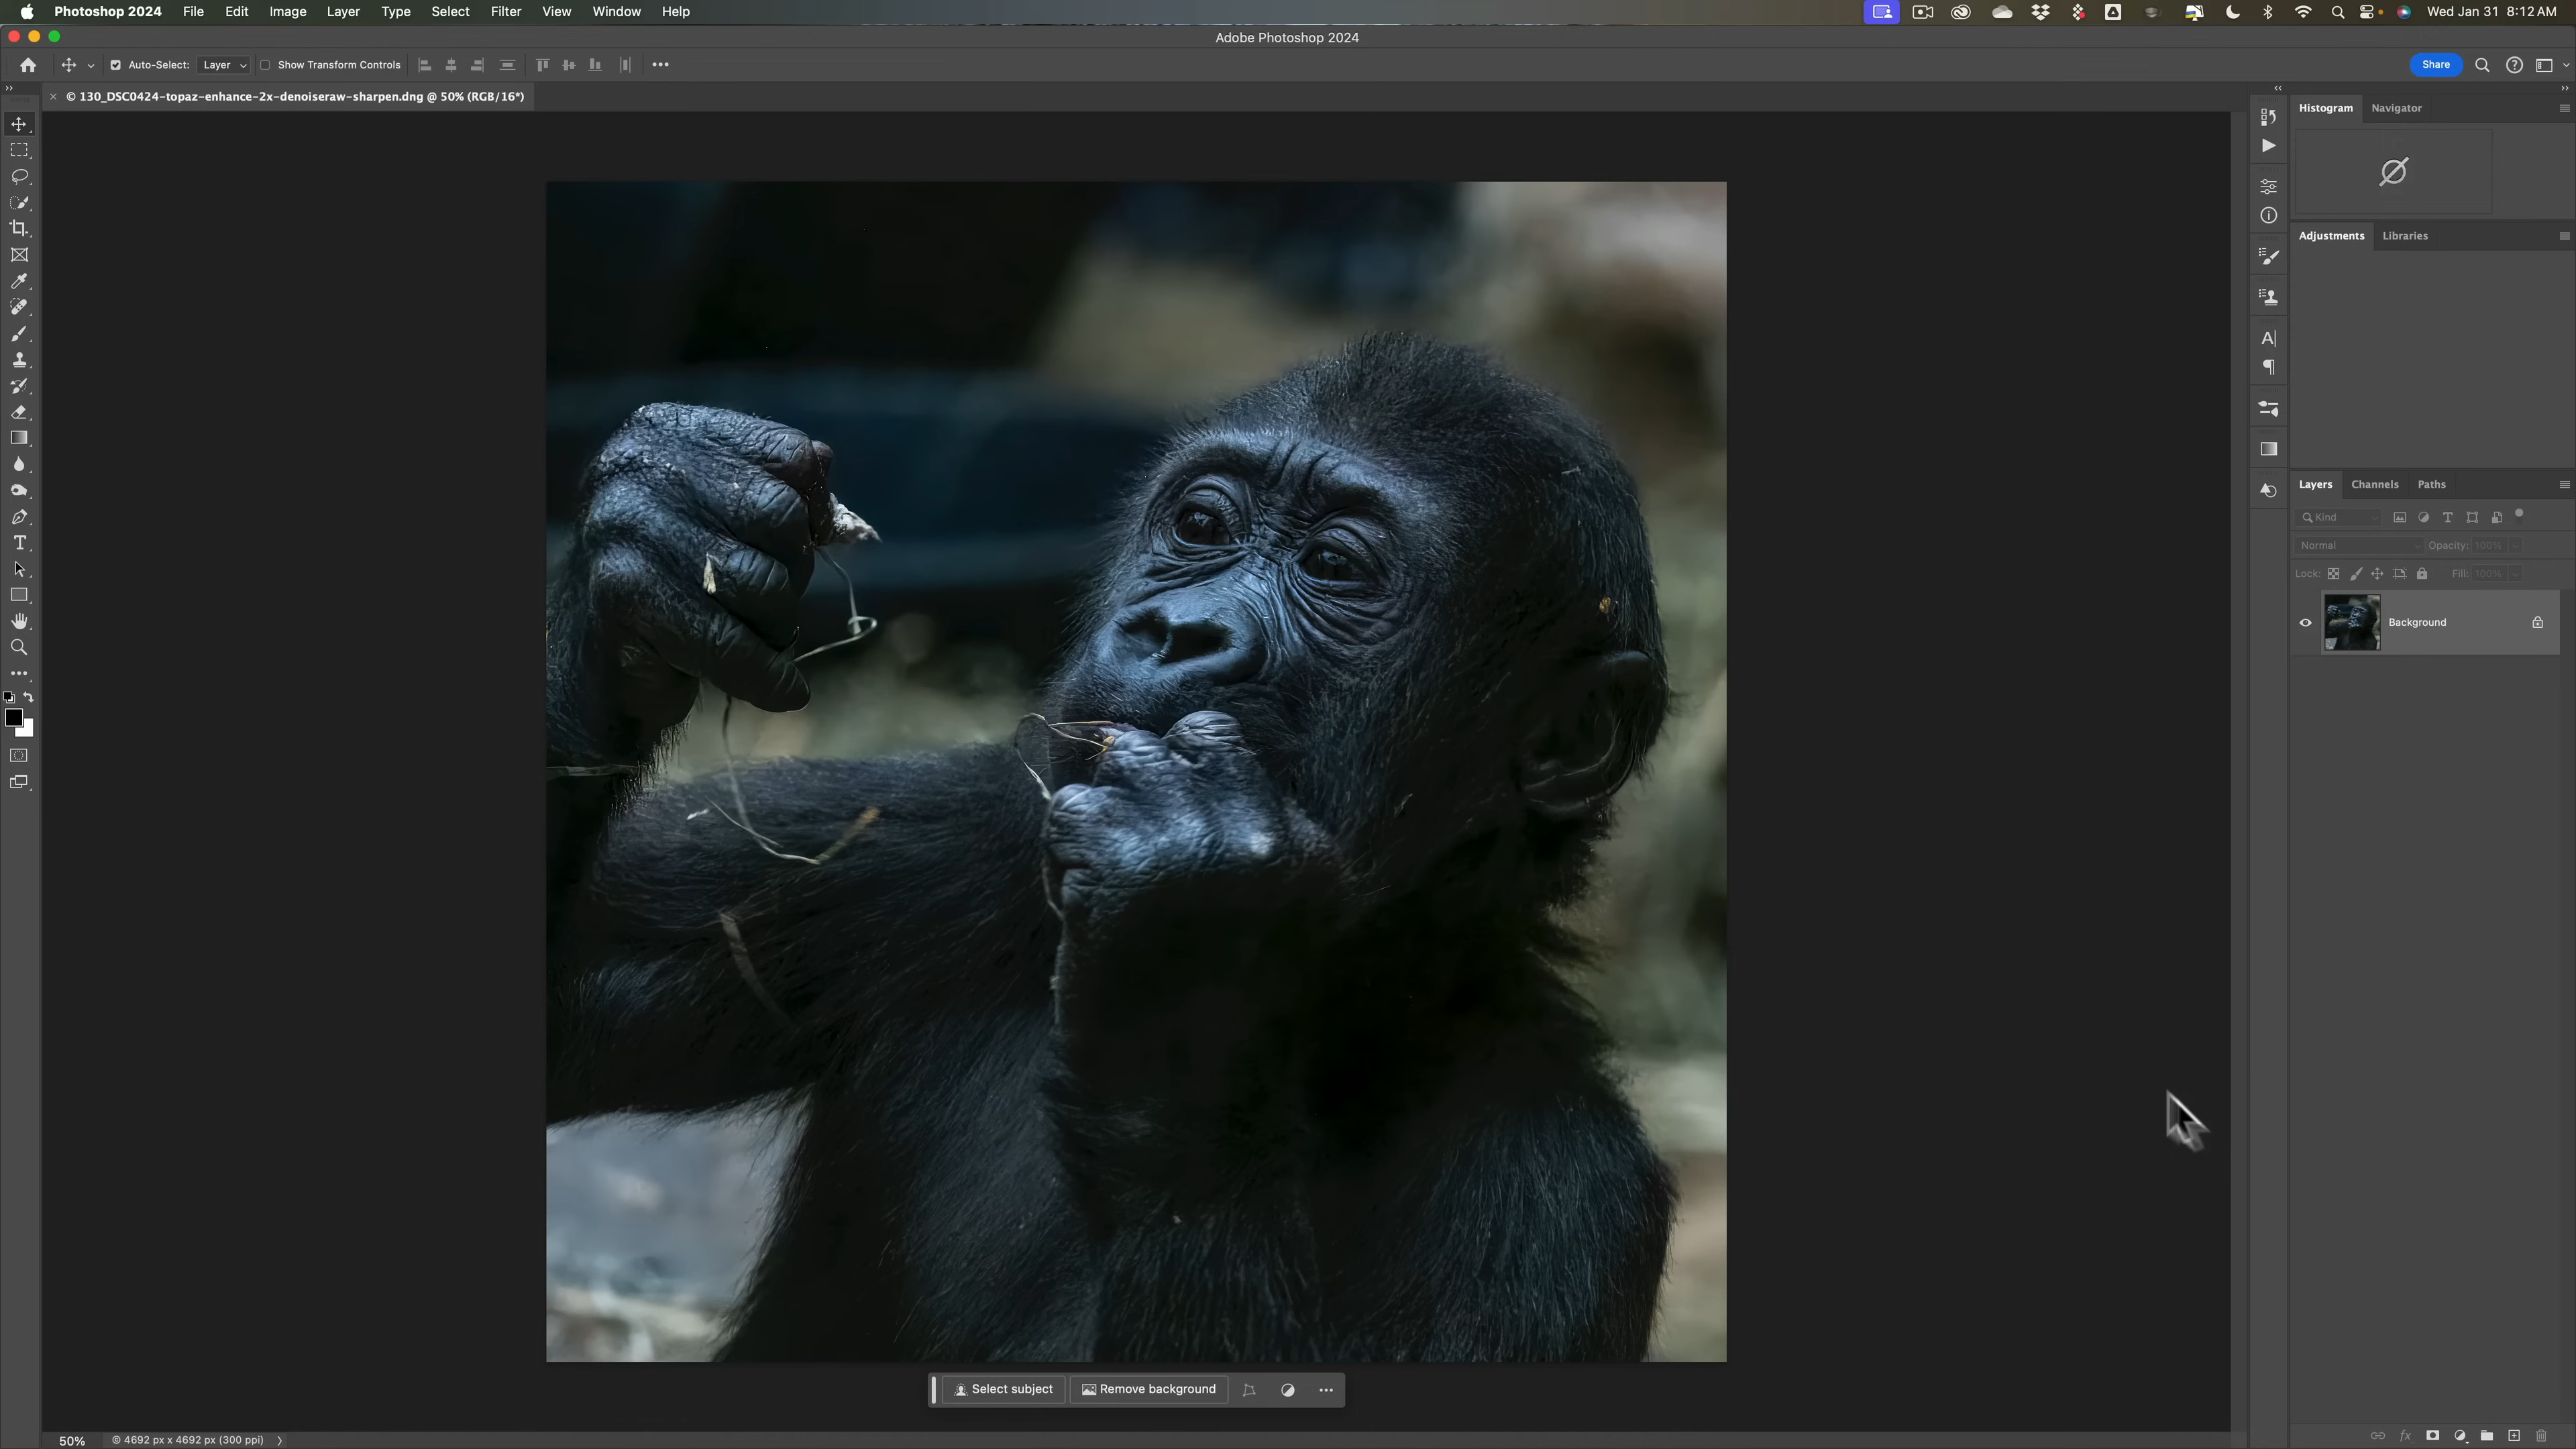 Photoshop 2024 File Edit Image Layer Type Select Filter View Window Help Wed Jan 31 8:12 AM
Adobe Photoshop 2024
Auto-Select: Layer Show Transform Controls Share
© 130_DSC0424-topaz-enhance-2x-denoiseraw-sharpen.dng @ 50% (RGB/16*)
Histogram Navigator
Adjustments Libraries
Layers Channels Paths
Kind
Normal Opacity: 100%
Lock: Fill: 100%
Background
Select subject Remove background
50% © 4692 px x 4692 px (300 ppi)